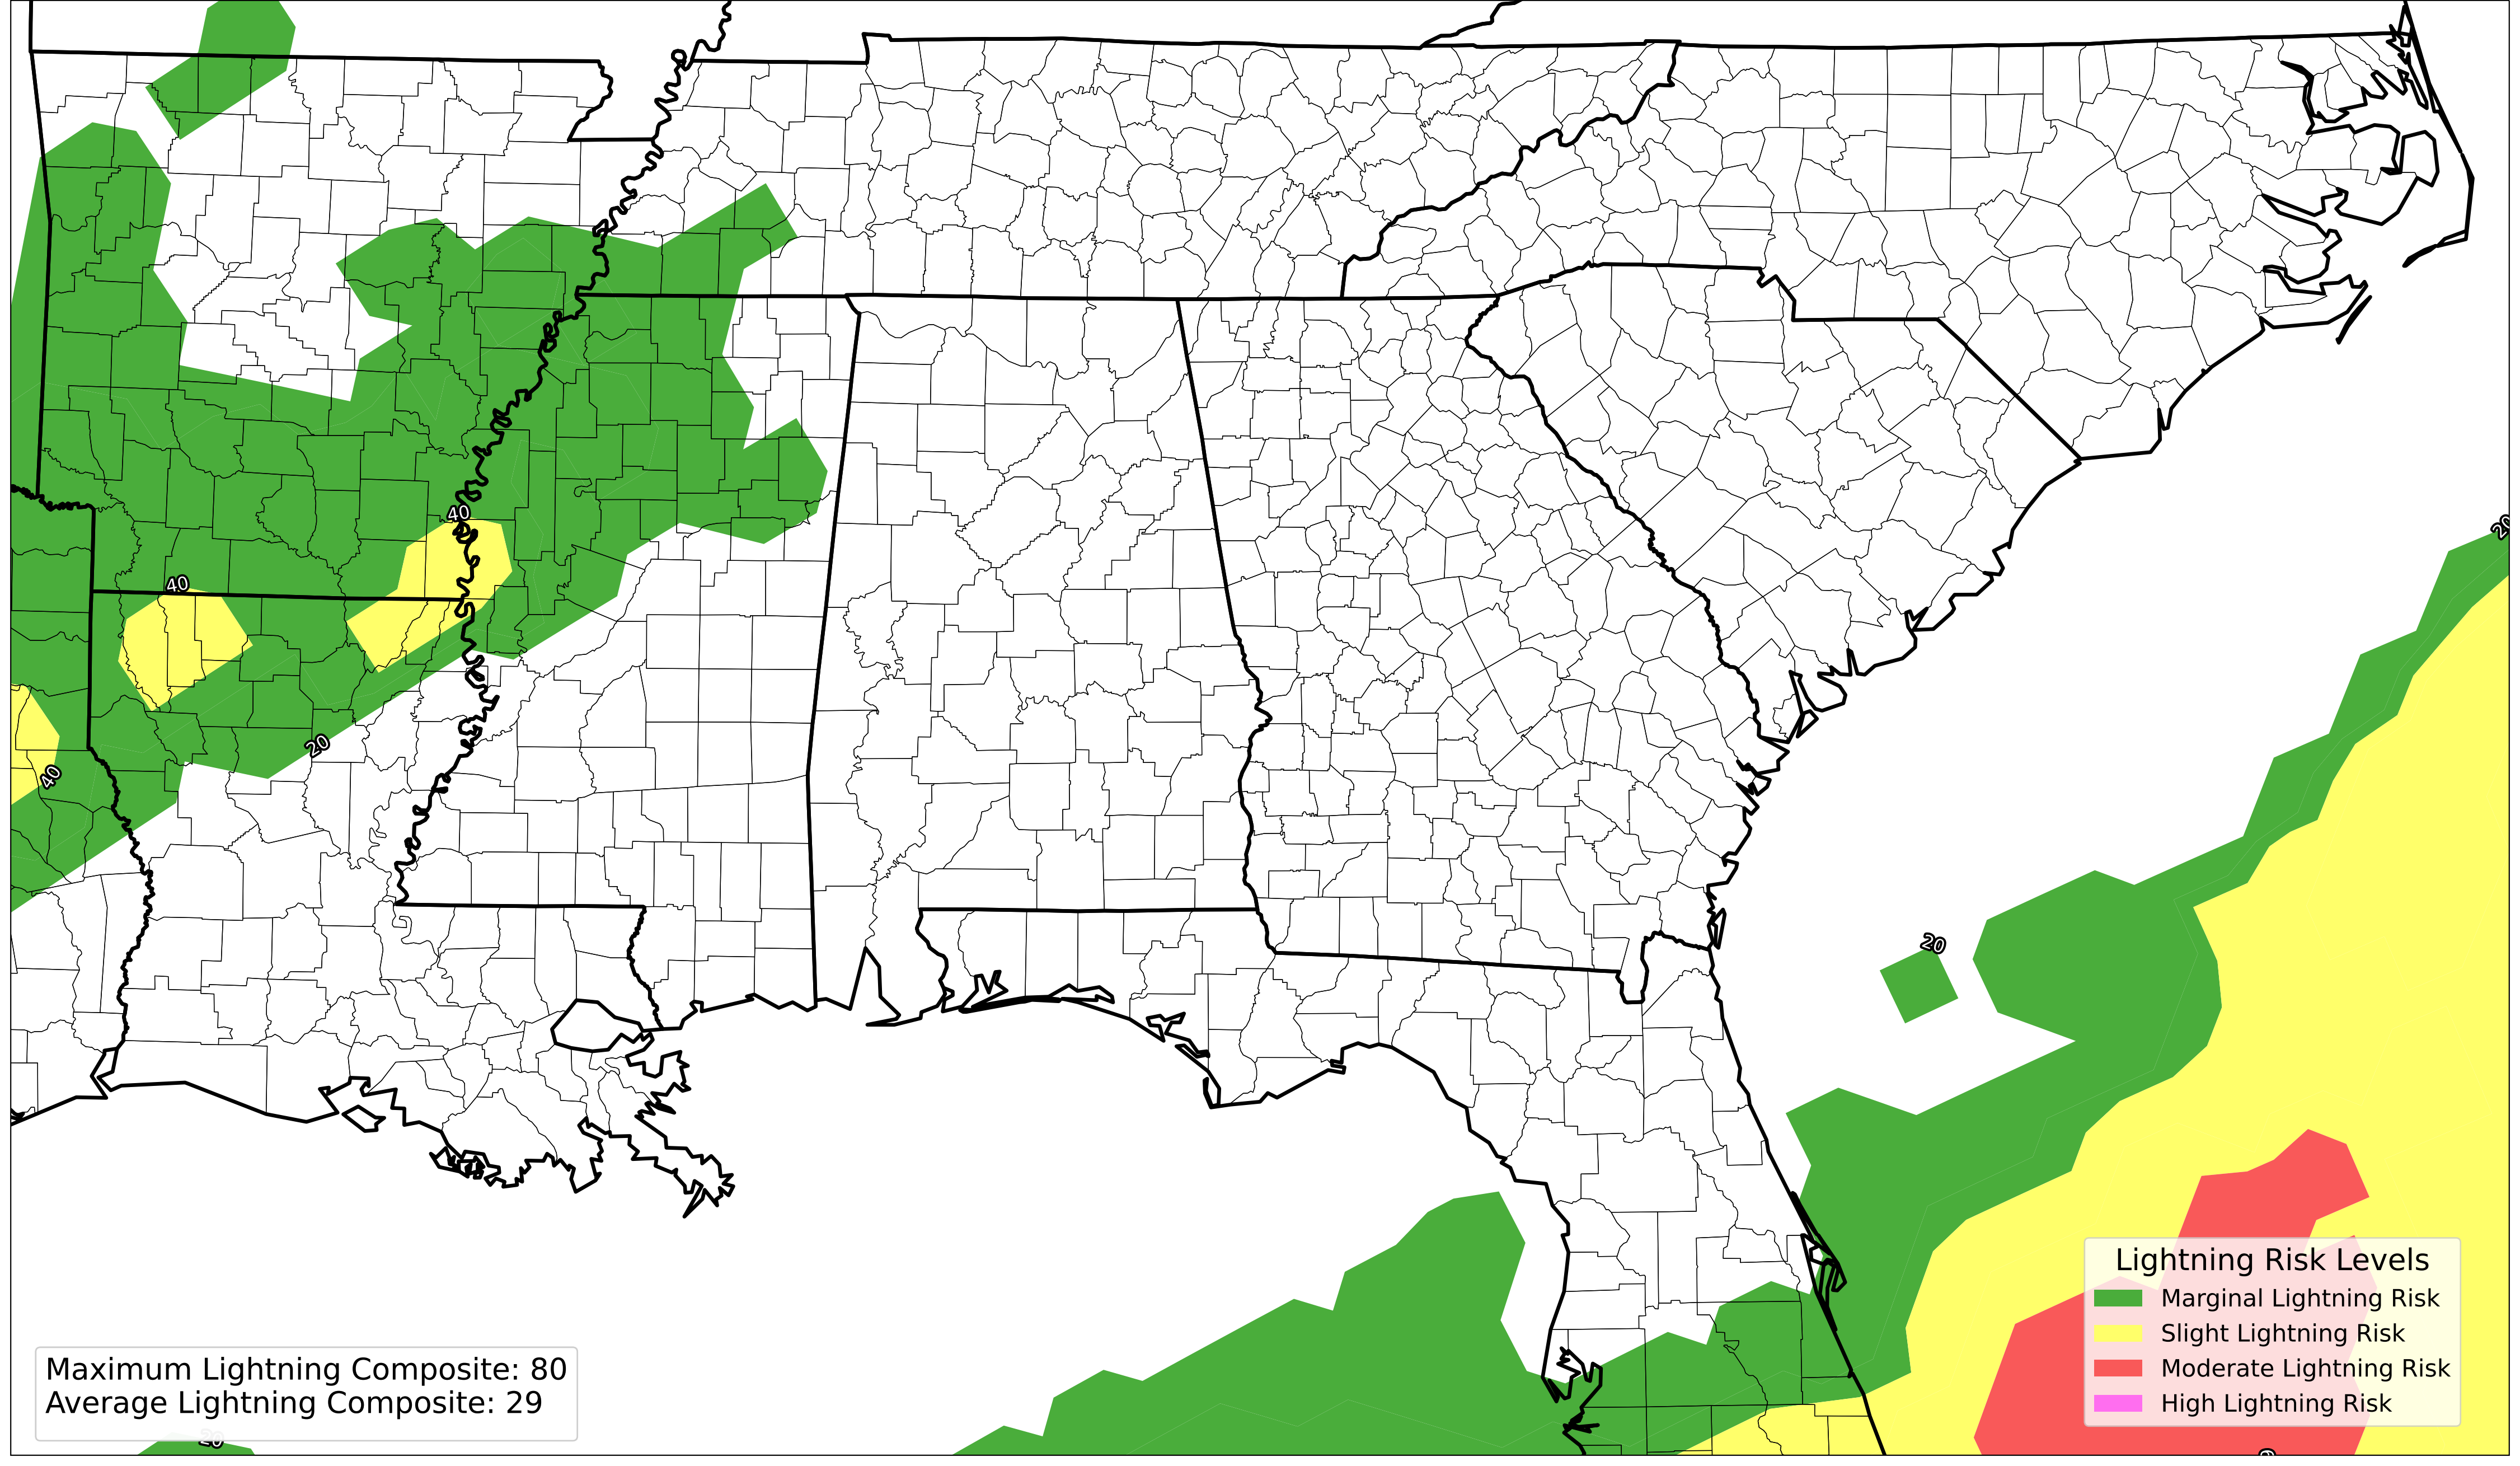 20
40
40
40
20
20
Lightning Risk Levels
Marginal Lightning Risk
Slight Lightning Risk
Moderate Lightning Risk
High Lightning Risk
Maximum Lightning Composite: 80
Average Lightning Composite: 29
20